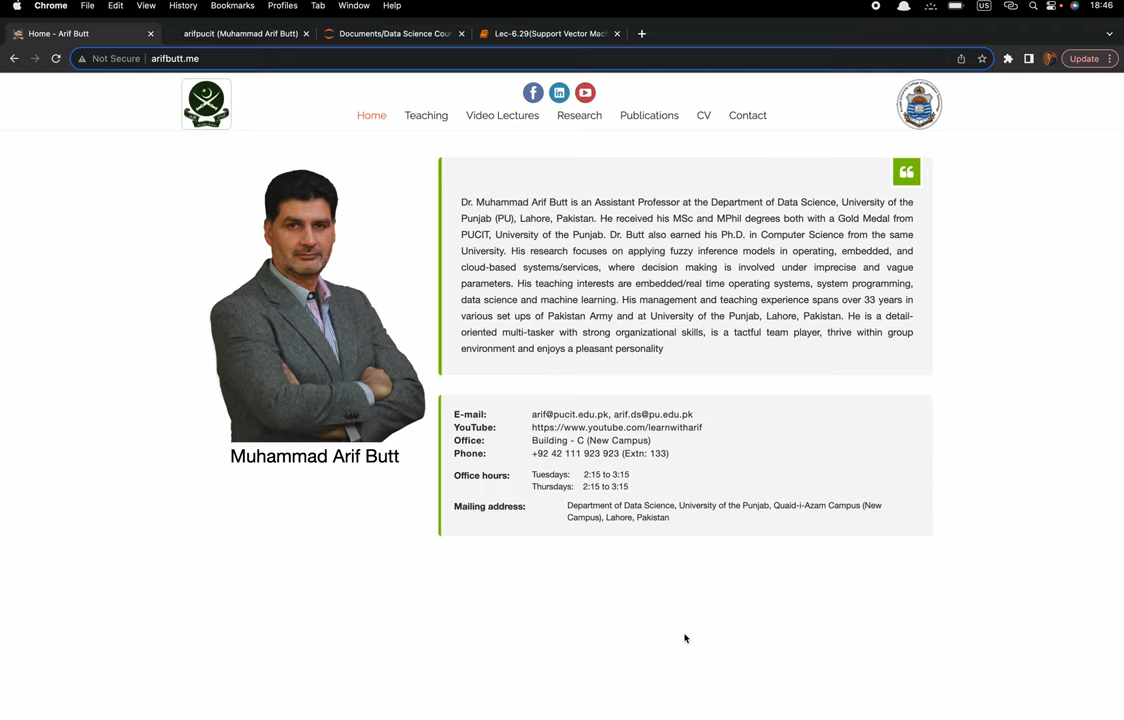 Chrome File Edit View History Bookmarks Profiles Tab Window Help US 18:46
Home - Arif Butt arifpucit (Muhammad Arif Butt) Documents/Data Science Cou Lec-6.29(Support Vector Mac
Not Secure arifbutt.me Update
Home Teaching Video Lectures Research Publications CV Contact
Dr. Muhammad Arif Butt is an Assistant Professor at the Department of Data Science, University of the
Punjab (PU), Lahore, Pakistan. He received his MSc and MPhil degrees both with a Gold Medal from
PUCIT, University of the Punjab. Dr. Butt also earned his Ph.D. in Computer Science from the same
University. His research focuses on applying fuzzy inference models in operating, embedded, and
cloud-based systems/services, where decision making is involved under imprecise and vague
parameters. His teaching interests are embedded/real time operating systems, system programming,
data science and machine learning. His management and teaching experience spans over 33 years in
various set ups of Pakistan Army and at University of the Punjab, Lahore, Pakistan. He is a detail-
oriented multi-tasker with strong organizational skills, is a tactful team player, thrive within group
environment and enjoys a pleasant personality
Muhammad Arif Butt
E-mail: arif@pucit.edu.pk, arif.ds@pu.edu.pk
YouTube: https://www.youtube.com/learnwitharif
Office: Building - C (New Campus)
Phone: +92 42 111 923 923 (Extn: 133)
Office hours: Tuesdays: 2:15 to 3:15
Thursdays: 2:15 to 3:15
Mailing address: Department of Data Science, University of the Punjab, Quaid-i-Azam Campus (New
Campus), Lahore, Pakistan